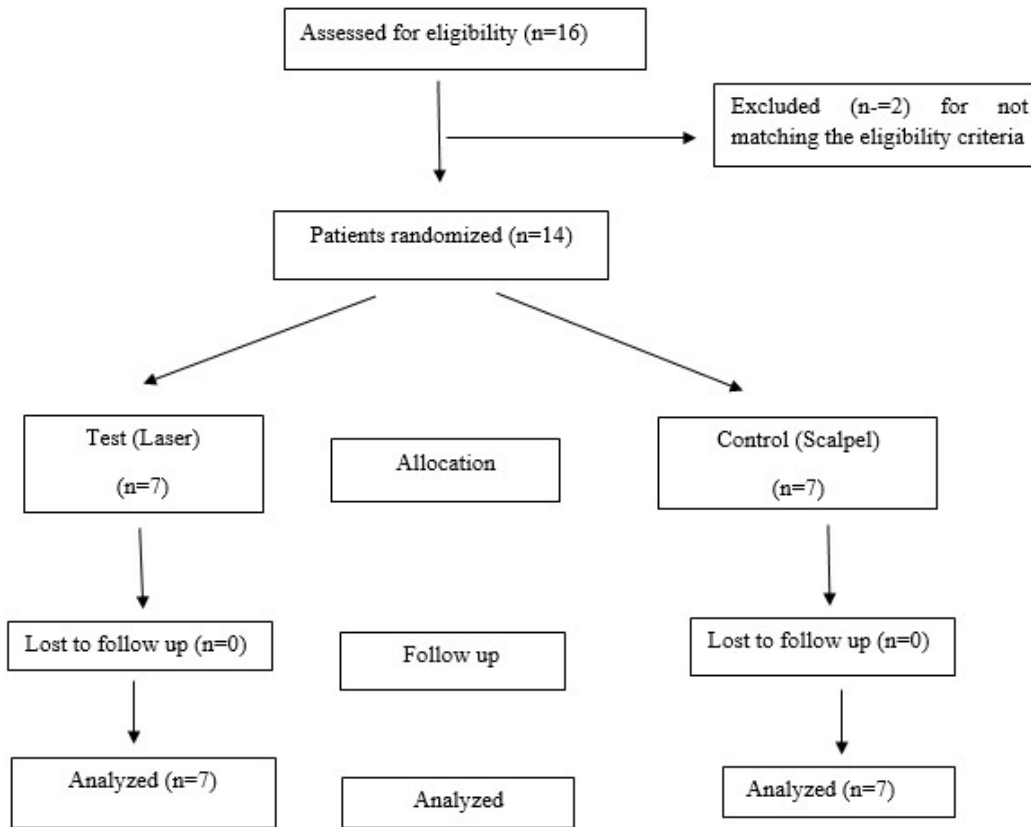 Assessed for eligibility (n=16)
Excluded (n-=2) for not
matching the eligibility criteria
Patients randomized (n=14)
Test (Laser)
(n=7)
Allocation
Control (Scalpel)
(n=7)
Lost to follow up (n=0)
Follow up
Lost to follow up (n=0)
Analyzed (n=7)
Analyzed
Analyzed (n=7)